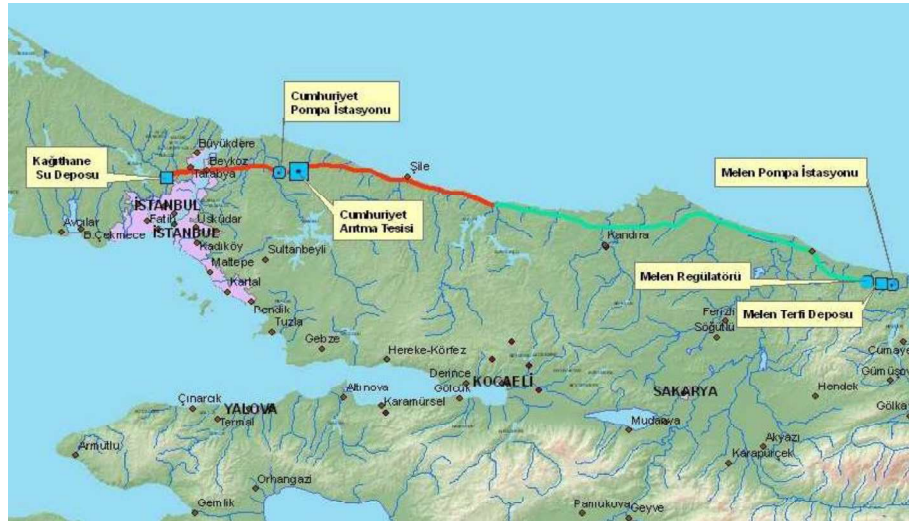 Cumhuriyet
Pompa İstasyonu
Büyükdere
Kağıthane
Su Deposu
Beykoz
Tarabya
Şile
Melen Pompa İstasyonu
İSTANBUL
Fatih
Üsküdar
İSTANBUL
Cumhuriyet
Arıtma Tesisi
Avcılar
B.Çekmece
Kadıköy
Sultanbeyli
Kandıra
Maltepe
Melen Regülatörü
Kartal
Pendik
Melen Terfi Deposu
Tuzla
Ferizli
Söğütlü
Gebze
Hereke-Körfez
Cumaye
Derince
KOCAELİ
Gölcük
Gümüşov
Altınova
SAKARYA
Hendek
Çınarcık
YALOVA
Karamürsel
Gölka
Termal
Mudanya
Armutlu
Akyazı
Karapürçek
Orhangazi
Gemlik
Pamukova
Geyve